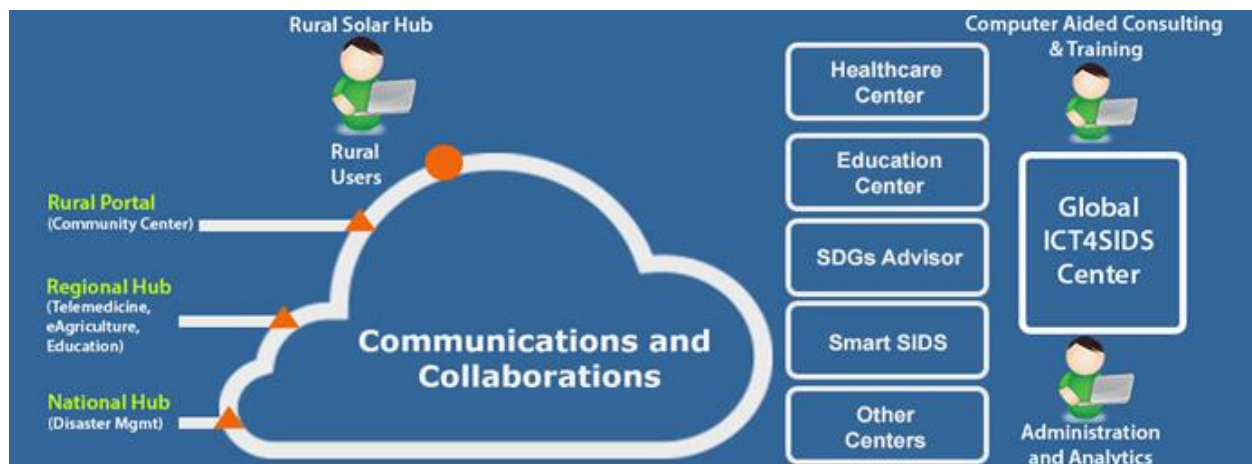 Rural Solar Hub
Rural
Users
Rural Portal
(Community Center)
Regional Hub
(Telemedicine,
eAgriculture,
Education)
National Hub
(Disaster Mgmt)
Communications and
Collaborations
Healthcare
Center
Education
Center
SDGs Advisor
Smart SIDS
Other
Centers
Computer Aided Consulting
& Training
Global
ICT4SIDS
Center
Administration
and Analytics